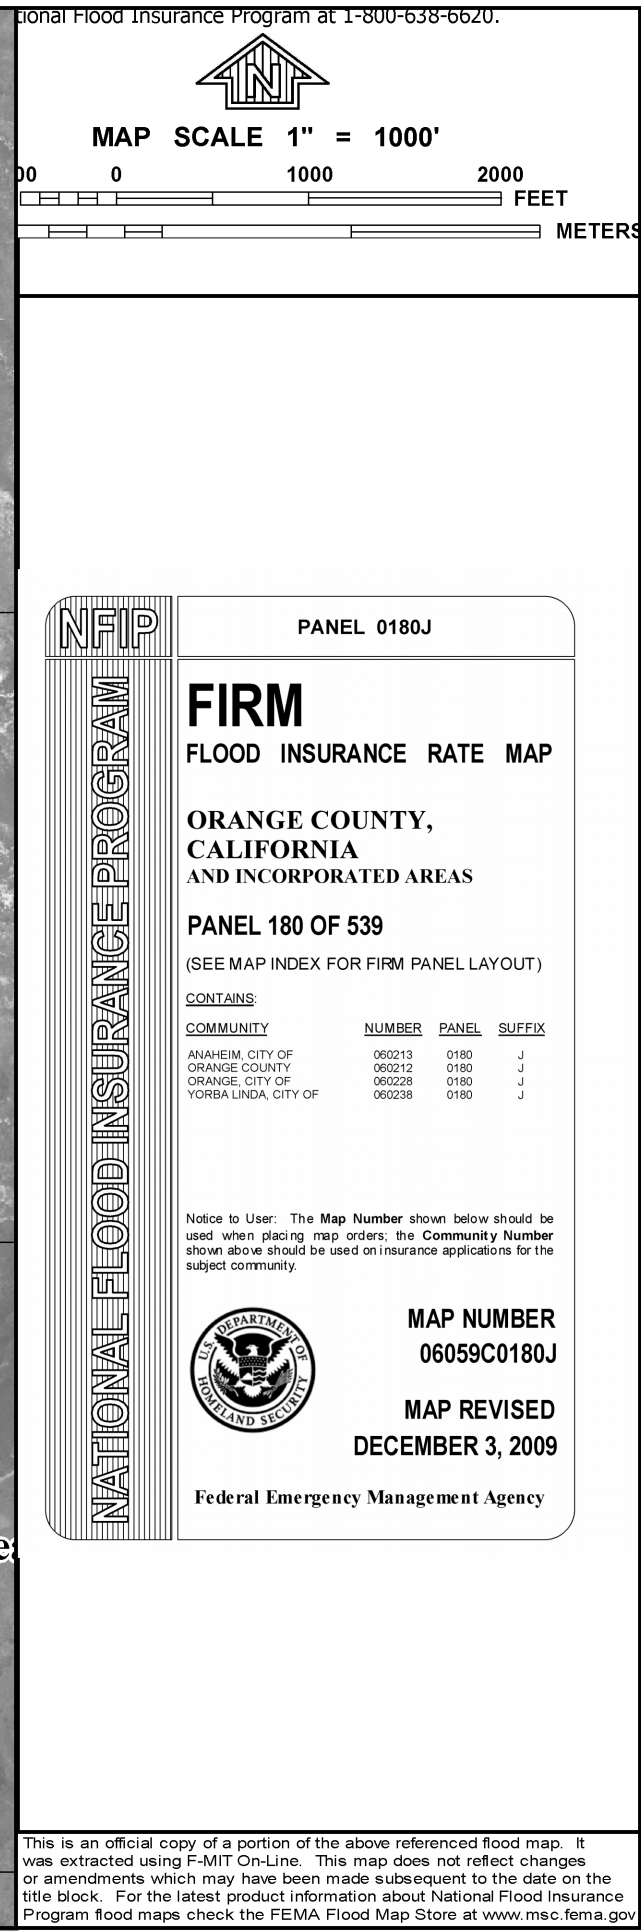 tional Flood Insurance Program at 1-800-638-6620.
N
MAP SCALE 1" = 1000'
00 0 1000 2000
FEET
METERS
NFIP
PANEL 0180J
NATIONAL FLOOD INSURANCE PROGRAM
FIRM
FLOOD INSURANCE RATE MAP
ORANGE COUNTY,
CALIFORNIA
AND INCORPORATED AREAS
PANEL 180 OF 539
(SEE MAP INDEX FOR FIRM PANEL LAYOUT)
CONTAINS:
COMMUNITY NUMBER PANEL SUFFIX
ANAHEIM, CITY OF 060213 0180 J
ORANGE COUNTY 060212 0180 J
ORANGE, CITY OF 060228 0180 J
YORBA LINDA, CITY OF 060238 0180 J
Notice to User: The Map Number shown below should be
used when placing map orders; the Community Number
shown above should be used on insurance applications for the
subject community.
U.S. DEPARTMENT OF HOMELAND SECURITY
MAP NUMBER
06059C0180J
MAP REVISED
DECEMBER 3, 2009
Federal Emergency Management Agency
This is an official copy of a portion of the above referenced flood map. It
was extracted using F-MIT On-Line. This map does not reflect changes
or amendments which may have been made subsequent to the date on the
title block. For the latest product information about National Flood Insurance
Program flood maps check the FEMA Flood Map Store at www.msc.fema.gov